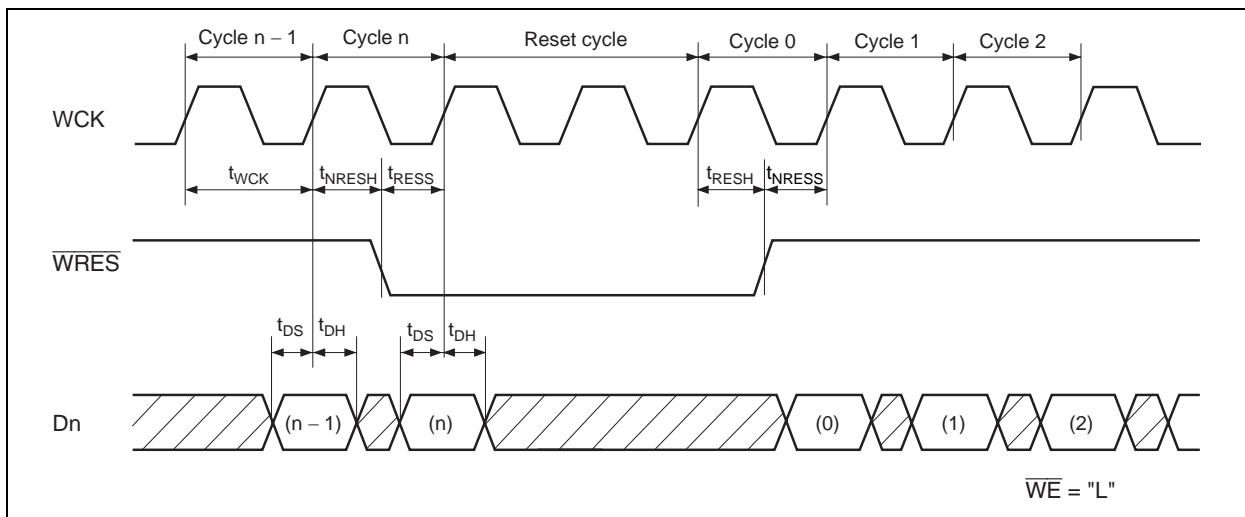 Cycle n – 1 Cycle n Reset cycle Cycle 0 Cycle 1 Cycle 2
WCK
tWCK tNRESH tRESS tRESH tNRESS
WRES
tDS tDH tDS tDH
Dn (n – 1) (n) (0) (1) (2)
WE = "L"